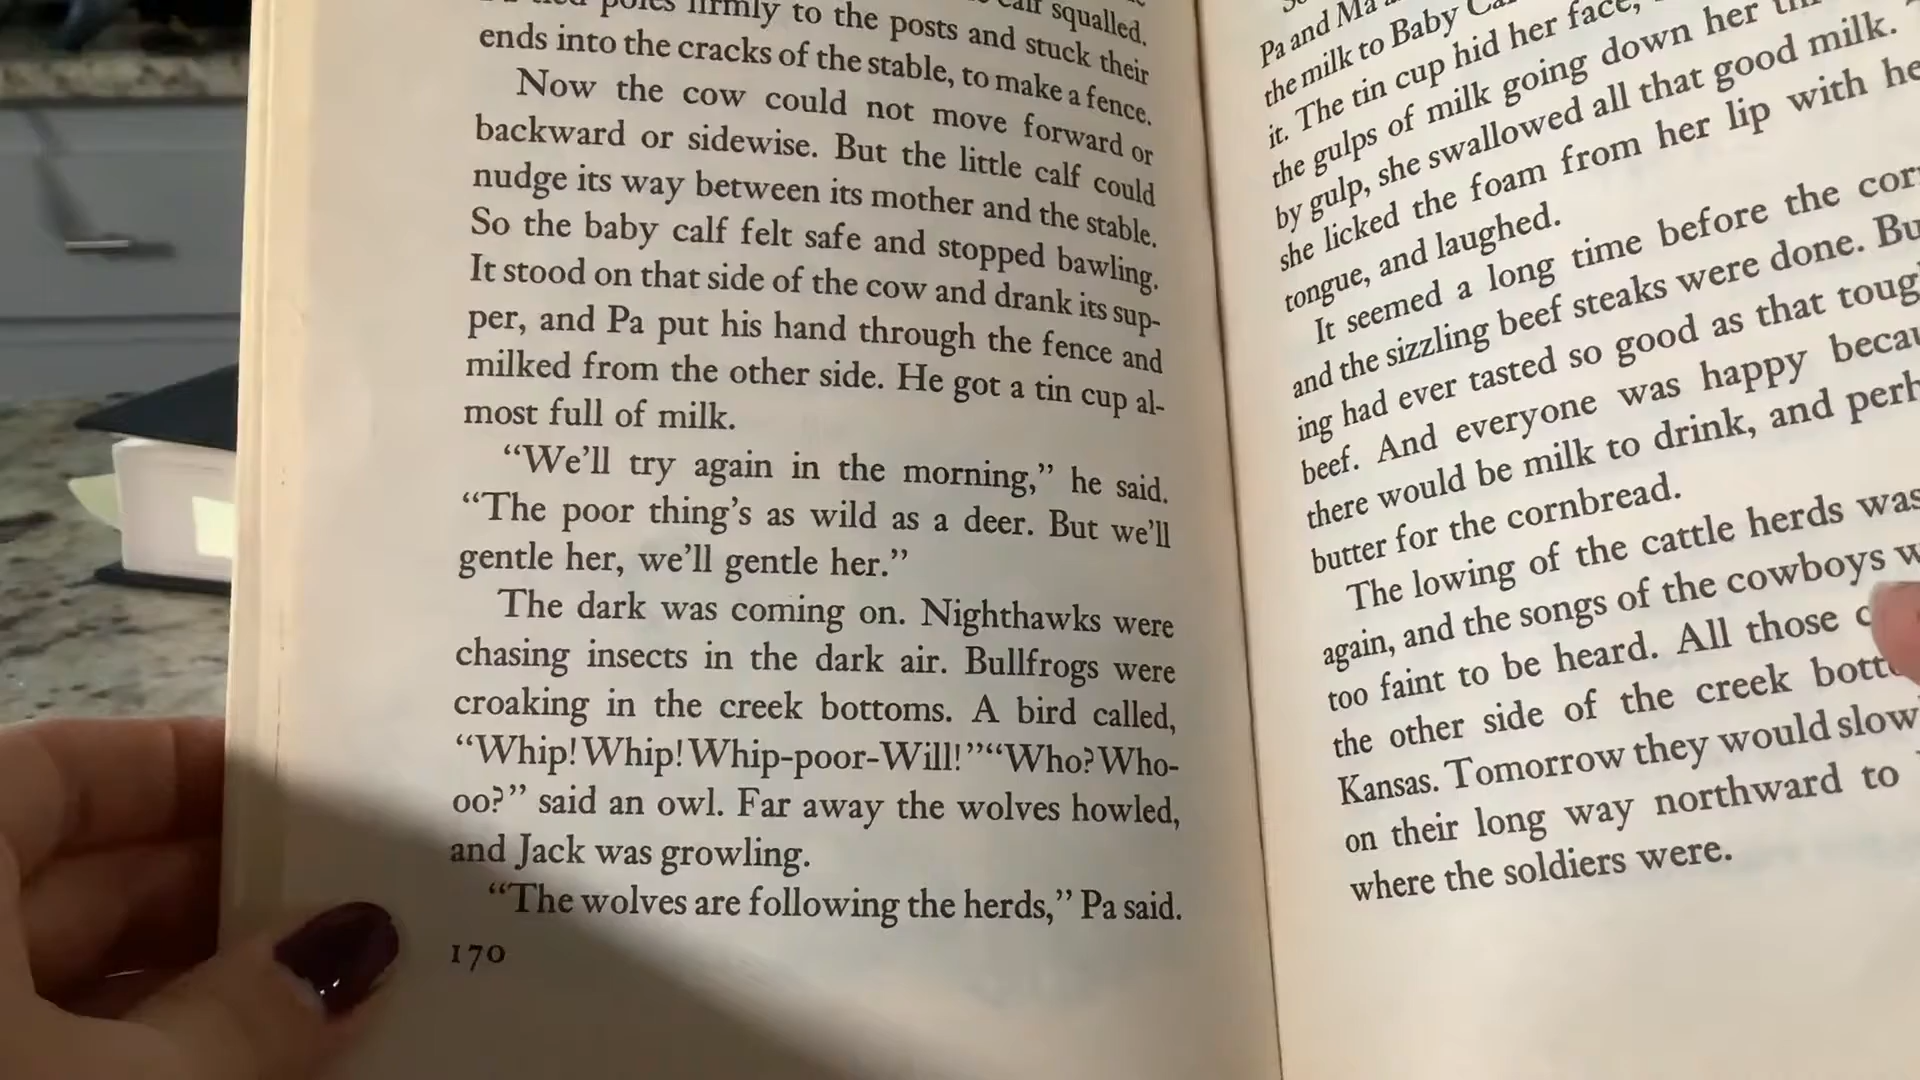 calf squalled.
poles firmly to the posts and stuck their
ends into the cracks of the stable, to make a fence.
Now the cow could not move forward or
backward or sidewise. But the little calf could
nudge its way between its mother and the stable.
So the baby calf felt safe and stopped bawling.
It stood on that side of the cow and drank its sup-
per, and Pa put his hand through the fence and
milked from the other side. He got a tin cup al-
most full of milk.
“We’ll try again in the morning,” he said.
“The poor thing’s as wild as a deer. But we’ll
gentle her, we’ll gentle her.”
The dark was coming on. Nighthawks were
chasing insects in the dark air. Bullfrogs were
croaking in the creek bottoms. A bird called,
“Whip! Whip! Whip-poor-Will!” “Who? Who-
oo?” said an owl. Far away the wolves howled,
and Jack was growling.
“The wolves are following the herds,” Pa said.
170
Pa and Ma
the milk to Baby
it. The tin cup hid her face,
the gulps of milk going down her
by gulp, she swallowed all that good milk.
she licked the foam from her lip with
tongue, and laughed.
It seemed a long time before the
and the sizzling beef steaks were done.
ing had ever tasted so good as that
beef. And everyone was happy
there would be milk to drink, and
butter for the cornbread.
The lowing of the cattle herds was
again, and the songs of the cowboys
too faint to be heard. All those
the other side of the creek
Kansas. Tomorrow they would
on their long way northward to
where the soldiers were.